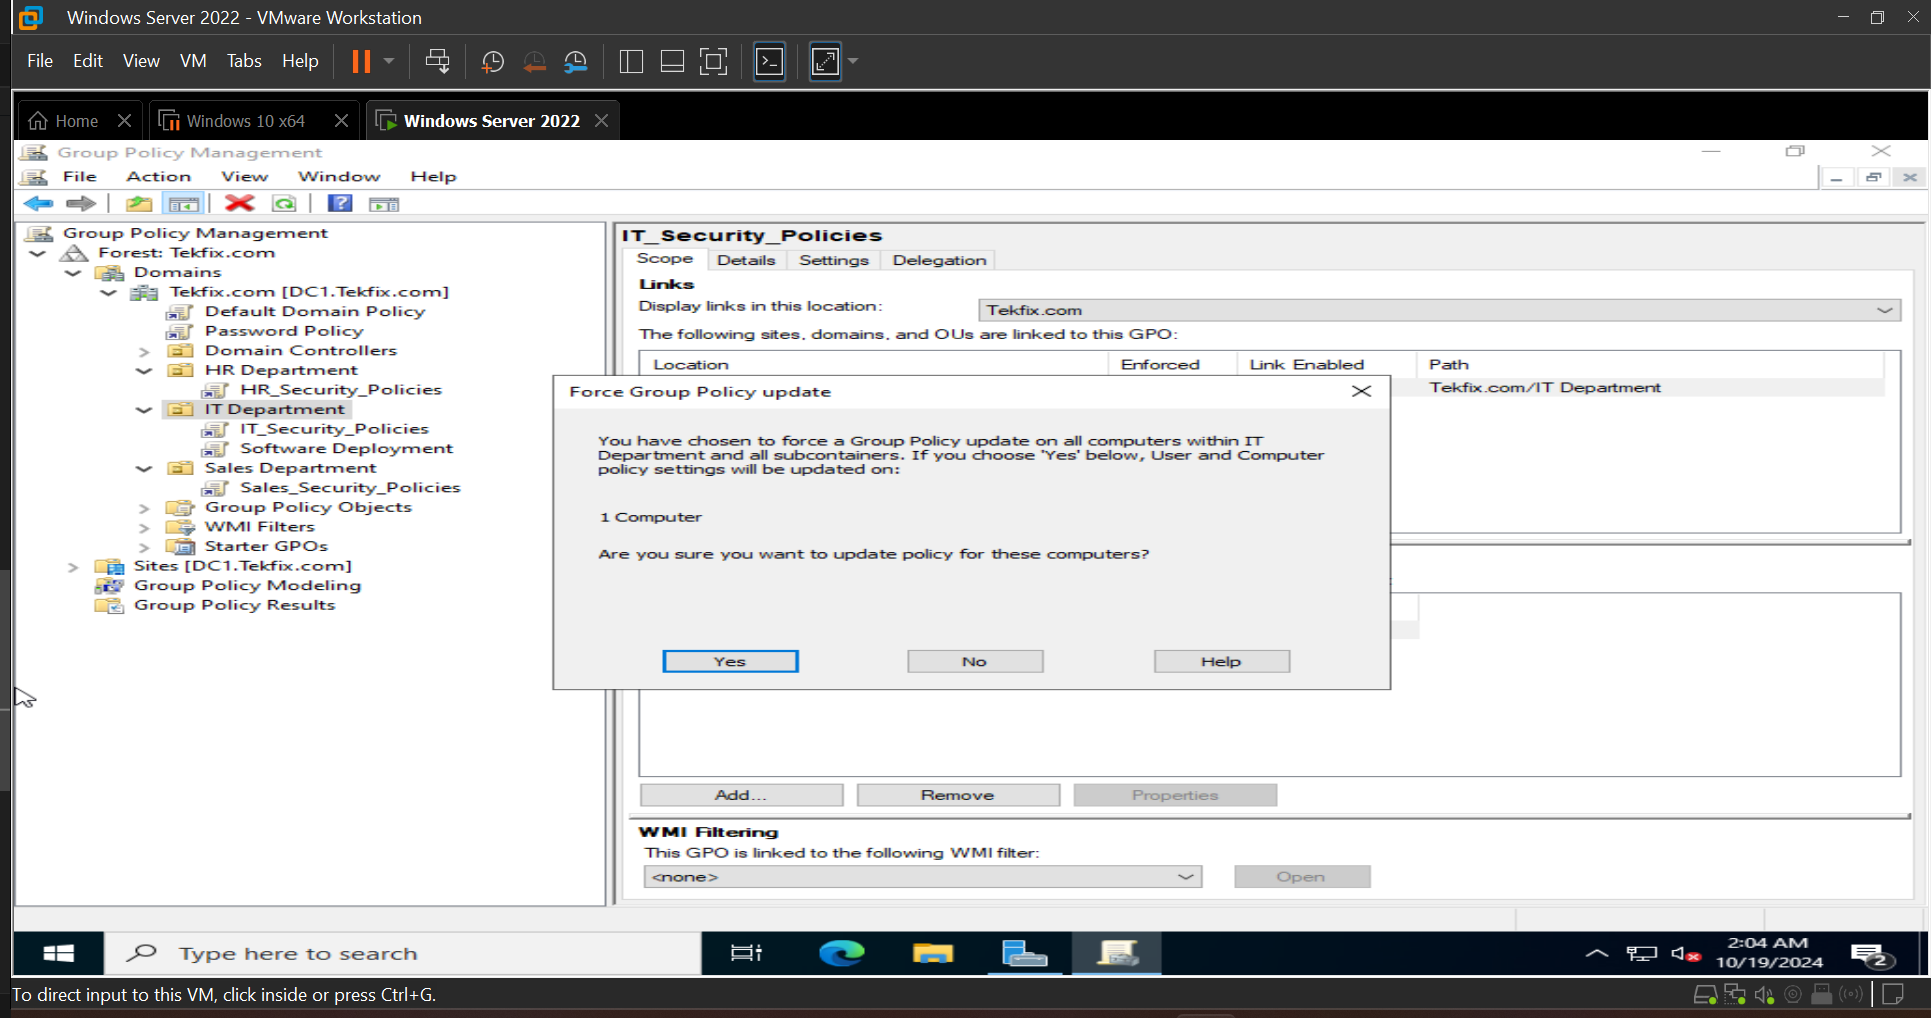 Windows Server 2022 - VMware Workstation
File Edit View VM Tabs Help
Home
Windows 10 x64
Windows Server 2022
Group Policy Management
File Action View Window Help
Group Policy Management
Forest: Tekfix.com
Domains
Tekfix.com [DC1.Tekfix.com]
Default Domain Policy
Password Policy
Domain Controllers
HR Department
HR_Security_Policies
IT Department
IT_Security_Policies
Software Deployment
Sales Department
Sales_Security_Policies
Group Policy Objects
WMI Filters
Starter GPOs
Sites [DC1.Tekfix.com]
Group Policy Modeling
Group Policy Results
IT_Security_Policies
Scope Details Settings Delegation
Links
Display links in this location: Tekfix.com
The following sites, domains, and OUs are linked to this GPO:
Location Enforced Link Enabled Path
Tekfix.com/IT Department
Force Group Policy update
You have chosen to force a Group Policy update on all computers within IT
Department and all subcontainers. If you choose 'Yes' below, User and Computer
policy settings will be updated on:
1 Computer
Are you sure you want to update policy for these computers?
Yes No Help
Add... Remove Properties
WMI Filtering
This GPO is linked to the following WMI filter:
<none> Open
Type here to search
2:04 AM
10/19/2024
2
To direct input to this VM, click inside or press Ctrl+G.